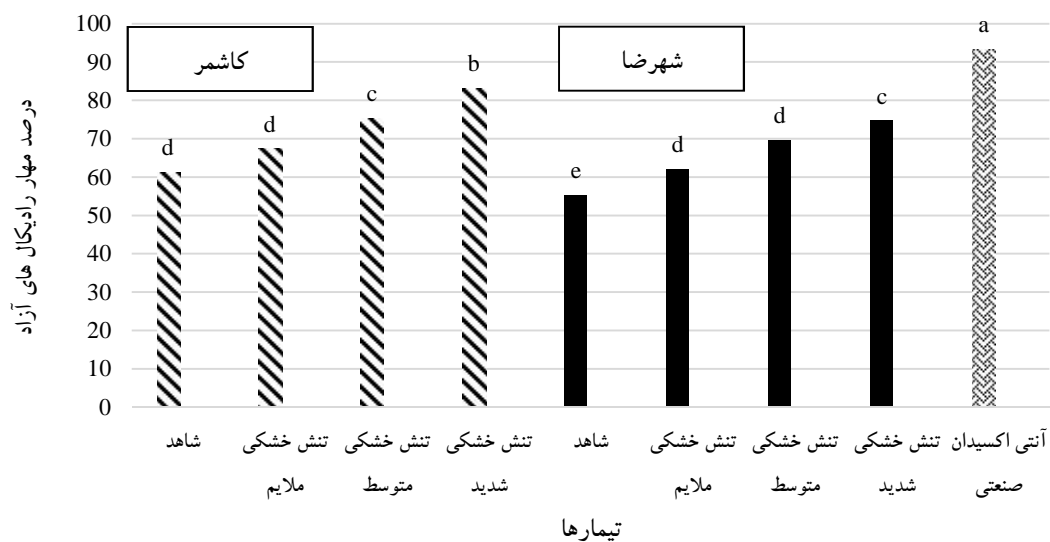 درصد مهار رادیکال های آزاد
100
90
80
70
60
50
40
30
20
10
0
کاشمر
شهرضا
d
d
c
b
e
d
d
c
a
شاهد
تنش خشکی
ملایم
تنش خشکی
متوسط
تنش خشکی
شدید
شاهد
تنش خشکی
ملایم
تنش خشکی
متوسط
تنش خشکی
شدید
آنتی اکسیدان
صنعتی
تیمارها